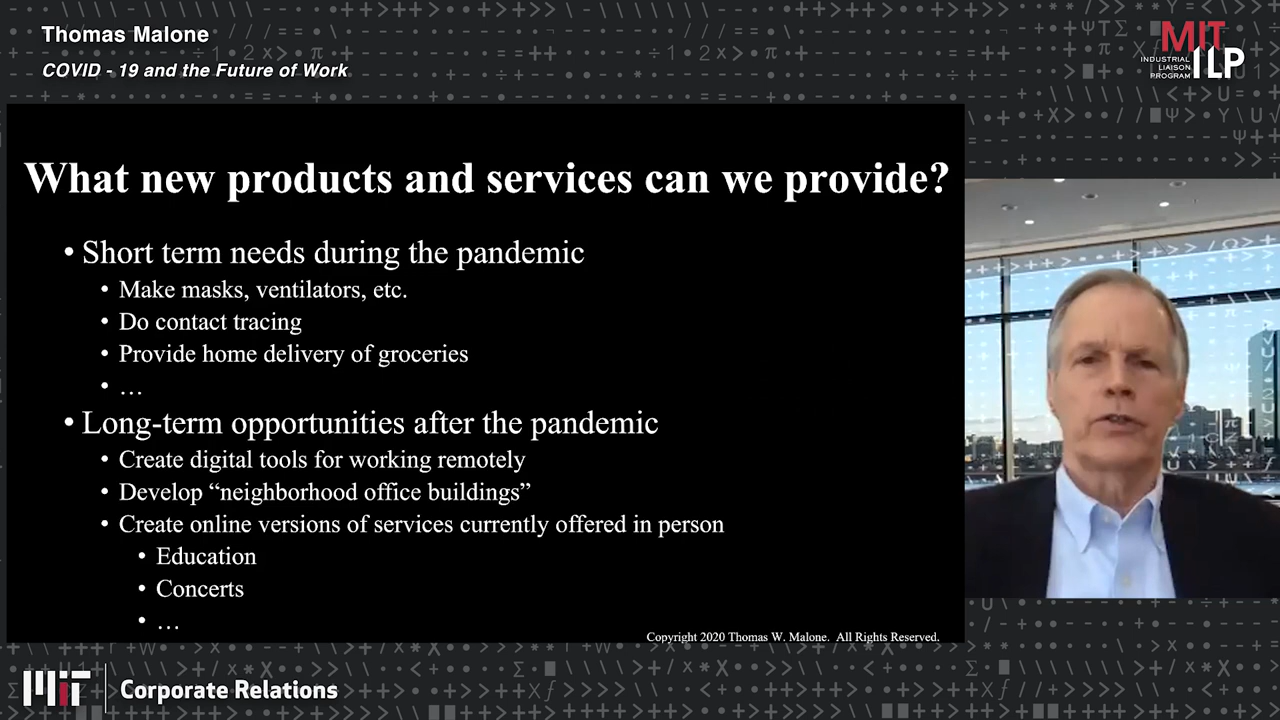 Thomas Malone
COVID - 19 and the Future of Work
MIT
INDUSTRIAL
LIAISON
PROGRAM
ILP
What new products and services can we provide?
• Short term needs during the pandemic
• Make masks, ventilators, etc.
• Do contact tracing
• Provide home delivery of groceries
• …
• Long-term opportunities after the pandemic
• Create digital tools for working remotely
• Develop “neighborhood office buildings”
• Create online versions of services currently offered in person
• Education
• Concerts
• …
Copyright 2020 Thomas W. Malone. All Rights Reserved.
MIT
Corporate Relations